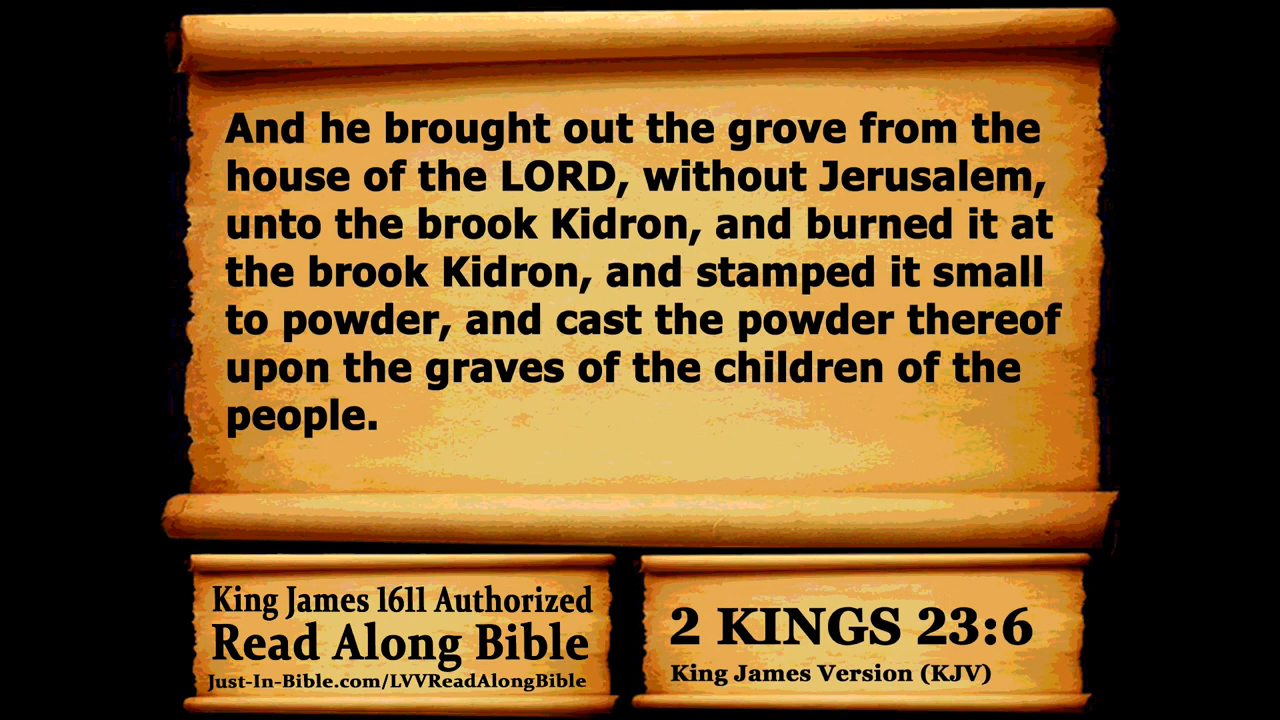 And he brought out the grove from the
house of the LORD, without Jerusalem,
unto the brook Kidron, and burned it at
the brook Kidron, and stamped it small
to powder, and cast the powder thereof
upon the graves of the children of the
people.
King James 1611 Authorized
Read Along Bible
Just-In-Bible.com/LVVReadAlongBible
2 KINGS 23:6
King James Version (KJV)